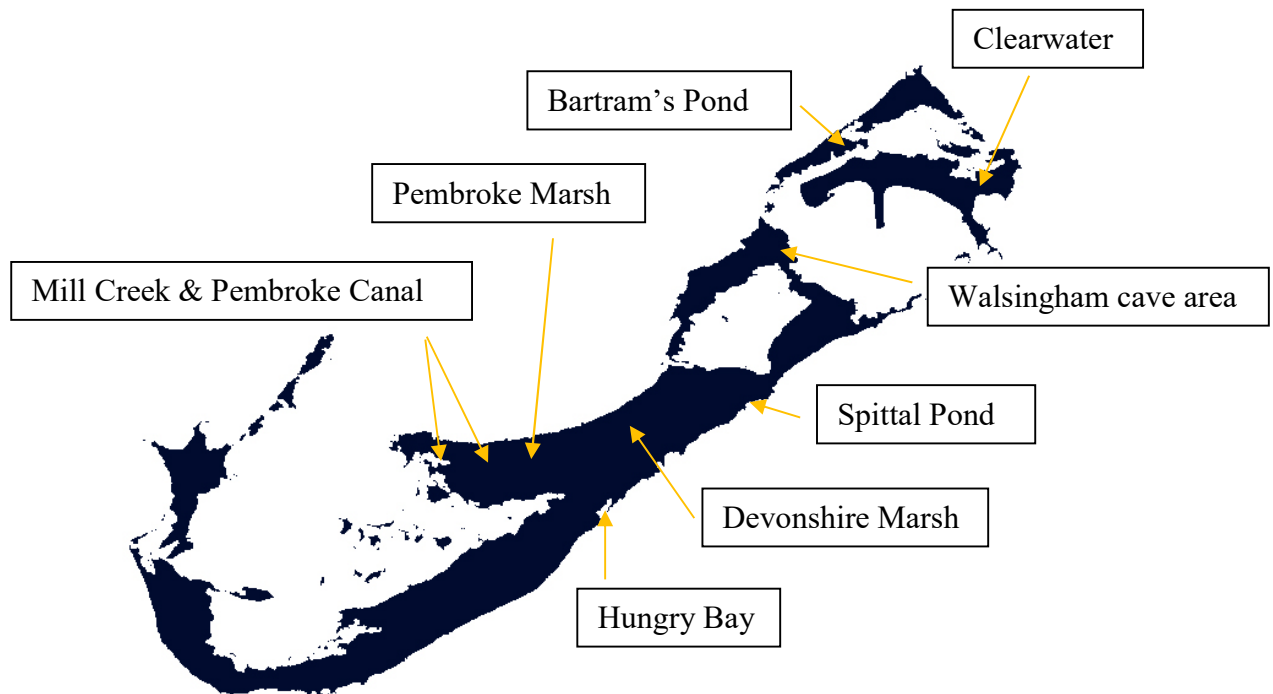 Clearwater
Bartram’s Pond
Pembroke Marsh
Mill Creek & Pembroke Canal
Walsingham cave area
Spittal Pond
Devonshire Marsh
Hungry Bay